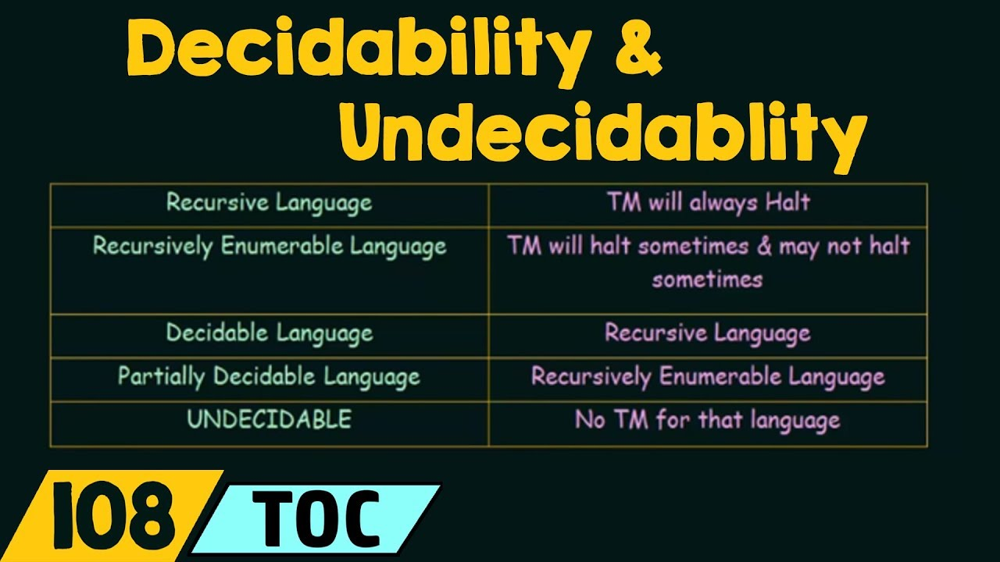 Decidability &
Undecidablity
Recursive Language
TM will always Halt
Recursively Enumerable Language
TM will halt sometimes & may not halt
sometimes
Decidable Language
Recursive Language
Partially Decidable Language
Recursively Enumerable Language
UNDECIDABLE
No TM for that language
108
TOC